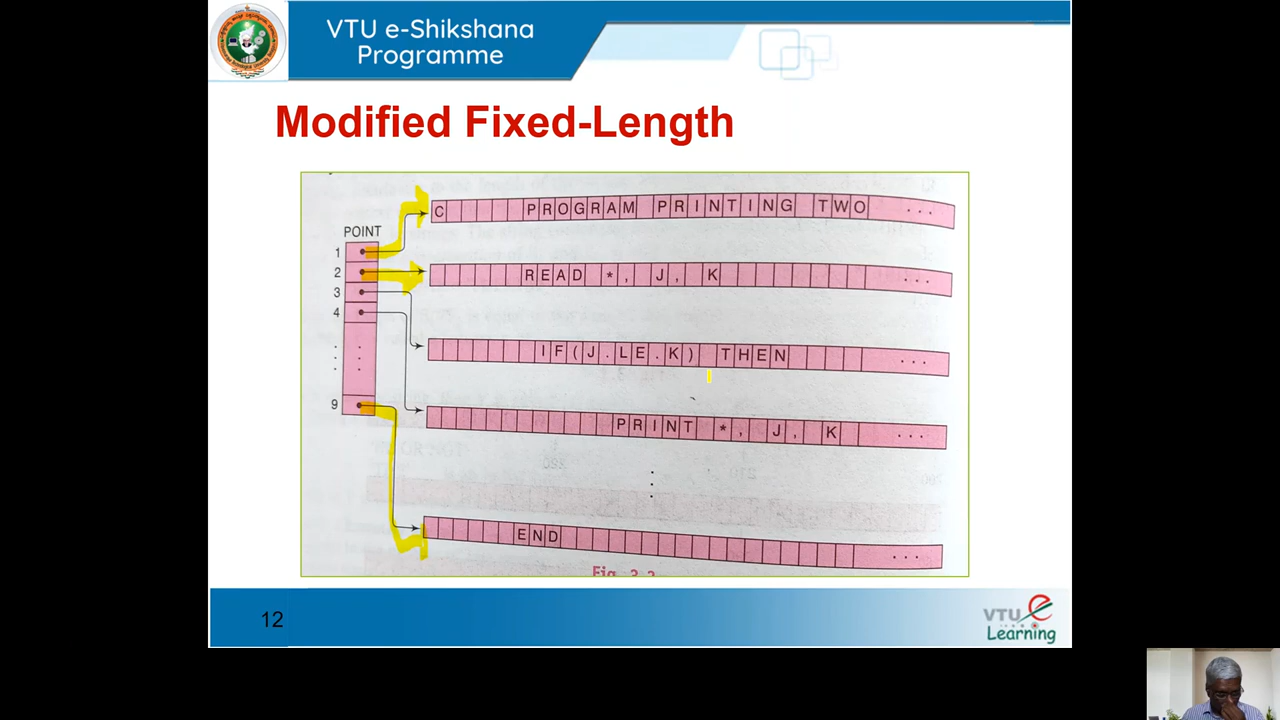 VTU e-Shikshana
Programme
Modified Fixed-Length
POINT
1
2
3
4
9
C PROGRAM PRINTING TWO ...
READ *, J, K ...
IF(J.LE.K) THEN ...
PRINT *, J, K ...
END ...
12
VTU e
Learning